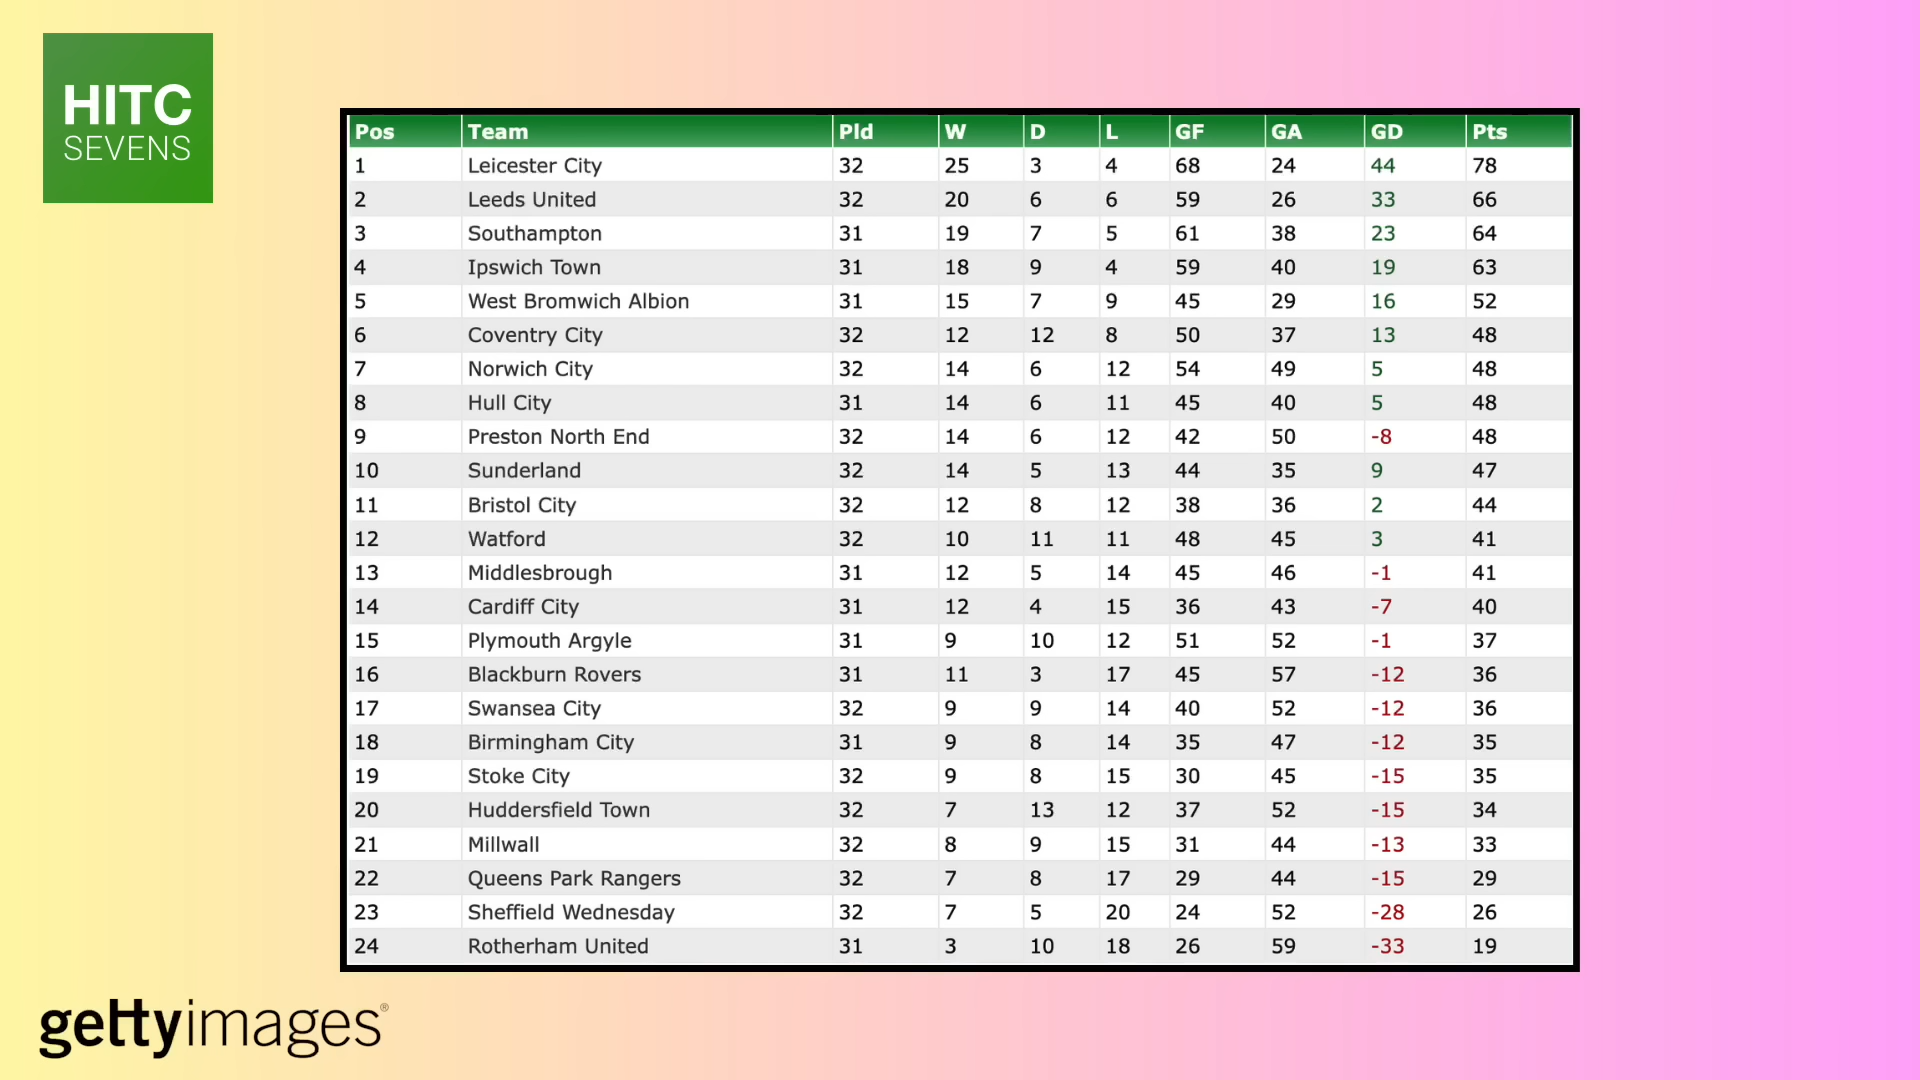 HITC
SEVENS
Pos Team Pld W D L GF GA GD Pts
1 Leicester City 32 25 3 4 68 24 44 78
2 Leeds United 32 20 6 6 59 26 33 66
3 Southampton 31 19 7 5 61 38 23 64
4 Ipswich Town 31 18 9 4 59 40 19 63
5 West Bromwich Albion 31 15 7 9 45 29 16 52
6 Coventry City 32 12 12 8 50 37 13 48
7 Norwich City 32 14 6 12 54 49 5 48
8 Hull City 31 14 6 11 45 40 5 48
9 Preston North End 32 14 6 12 42 50 -8 48
10 Sunderland 32 14 5 13 44 35 9 47
11 Bristol City 32 12 8 12 38 36 2 44
12 Watford 32 10 11 11 48 45 3 41
13 Middlesbrough 31 12 5 14 45 46 -1 41
14 Cardiff City 31 12 4 15 36 43 -7 40
15 Plymouth Argyle 31 9 10 12 51 52 -1 37
16 Blackburn Rovers 31 11 3 17 45 57 -12 36
17 Swansea City 32 9 9 14 40 52 -12 36
18 Birmingham City 31 9 8 14 35 47 -12 35
19 Stoke City 32 9 8 15 30 45 -15 35
20 Huddersfield Town 32 7 13 12 37 52 -15 34
21 Millwall 32 8 9 15 31 44 -13 33
22 Queens Park Rangers 32 7 8 17 29 44 -15 29
23 Sheffield Wednesday 32 7 5 20 24 52 -28 26
24 Rotherham United 31 3 10 18 26 59 -33 19
gettyimages®